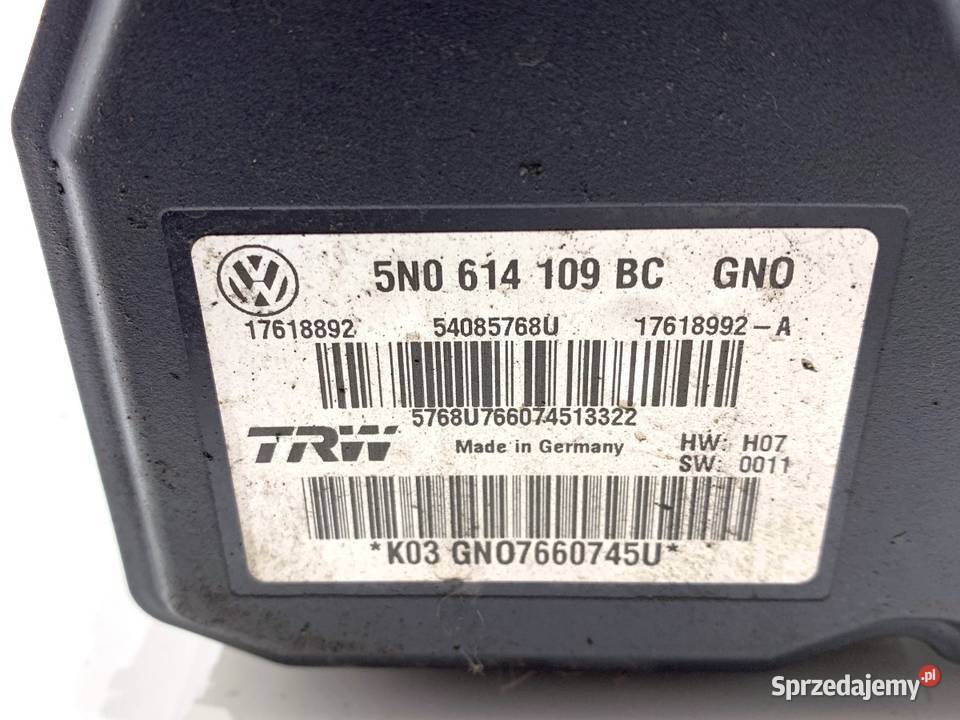 5N0 614 109 BC GNO
17618892 54085768U 17618992-A
5768U766074513322
TRW Made in Germany HW: H07
SW: 0011
*K03 GNO7660745U*
Sprzedajemy.pl